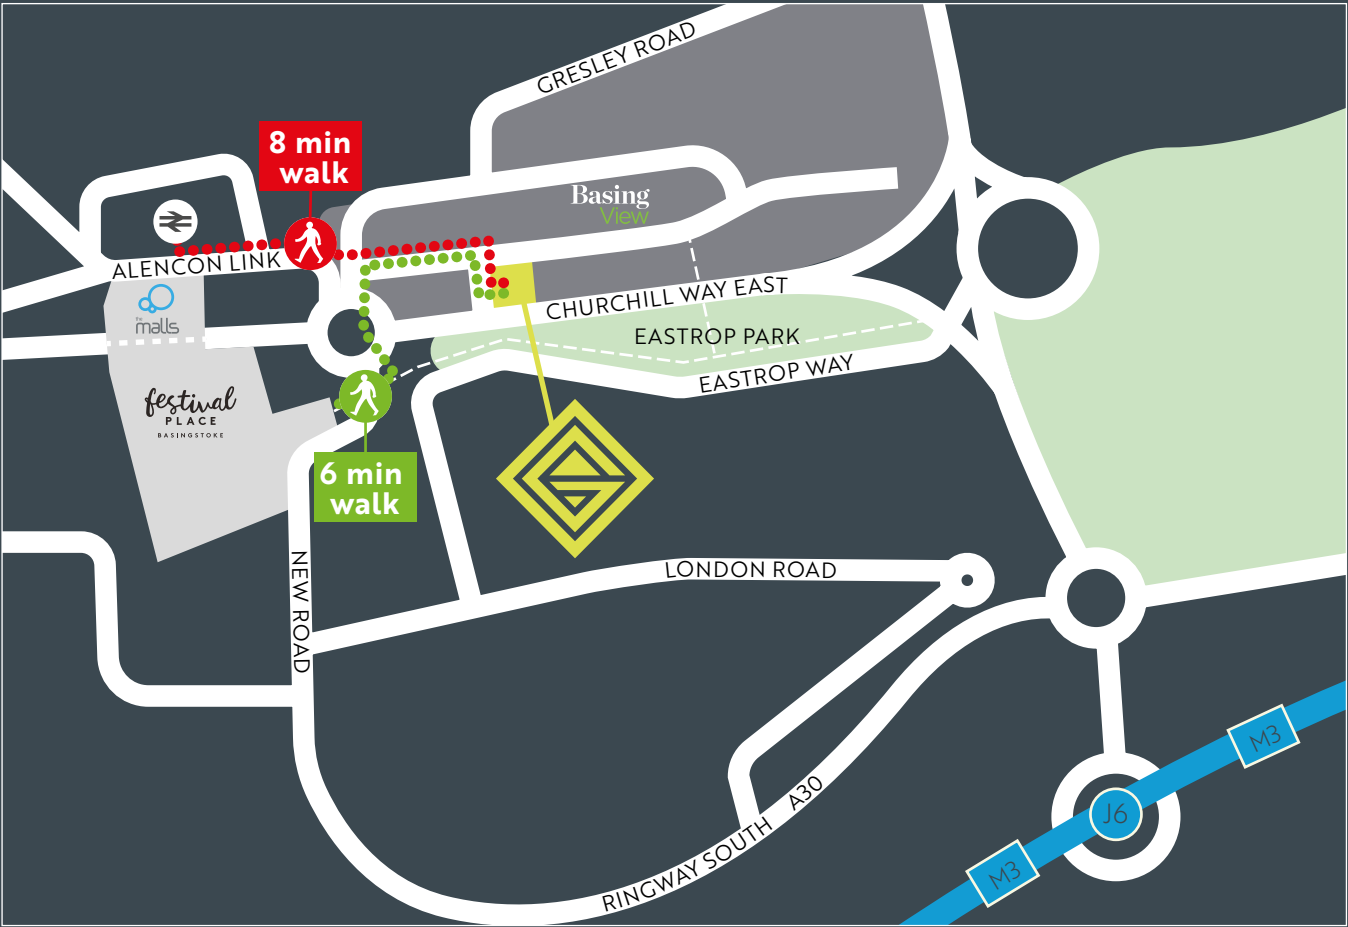 GRESLEY ROAD
8 min
walk
Basing
View
ALENCON LINK
the
malls
CHURCHILL WAY EAST
EASTROP PARK
EASTROP WAY
festival
PLACE
BASINGSTOKE
6 min
walk
NEW ROAD
LONDON ROAD
RINGWAY SOUTH A30
M3
J6
M3